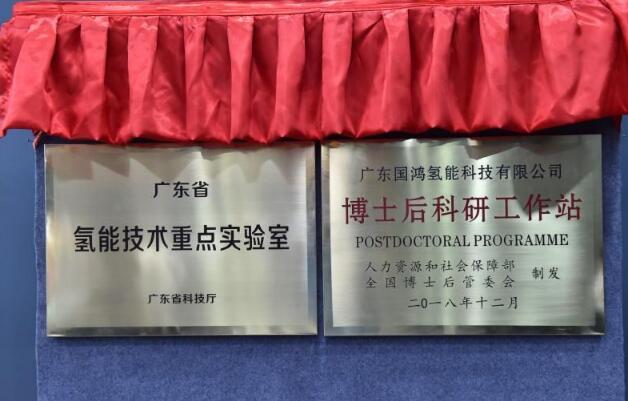 广东省
氢能技术重点实验室
广东省科技厅
广东国鸿氢能科技有限公司
博士后科研工作站
POSTDOCTORAL PROGRAMME
人力资源和社会保障部
全国博士后管委会
制发
二〇一八年十二月